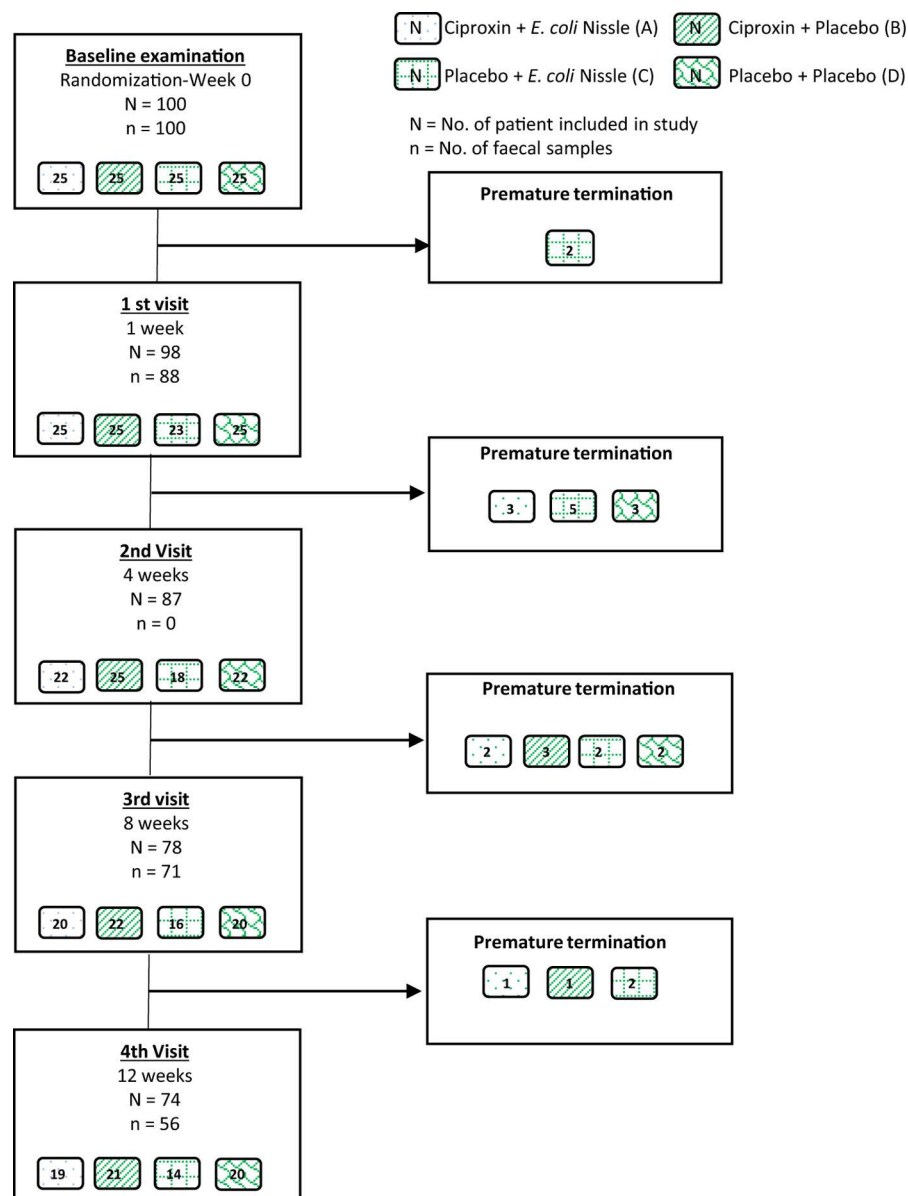 N Ciproxin + E. coli Nissle (A) N Ciproxin + Placebo (B)
N Placebo + E. coli Nissle (C) N Placebo + Placebo (D)
N = No. of patient included in study
n = No. of faecal samples
Baseline examination
Randomization-Week 0
N = 100
n = 100
25 25 25 25
Premature termination
2
1 st visit
1 week
N = 98
n = 88
25 25 23 25
Premature termination
3 5 3
2nd Visit
4 weeks
N = 87
n = 0
22 25 18 22
Premature termination
2 3 2 2
3rd visit
8 weeks
N = 78
n = 71
20 22 16 20
Premature termination
1 1 2
4th Visit
12 weeks
N = 74
n = 56
19 21 14 20